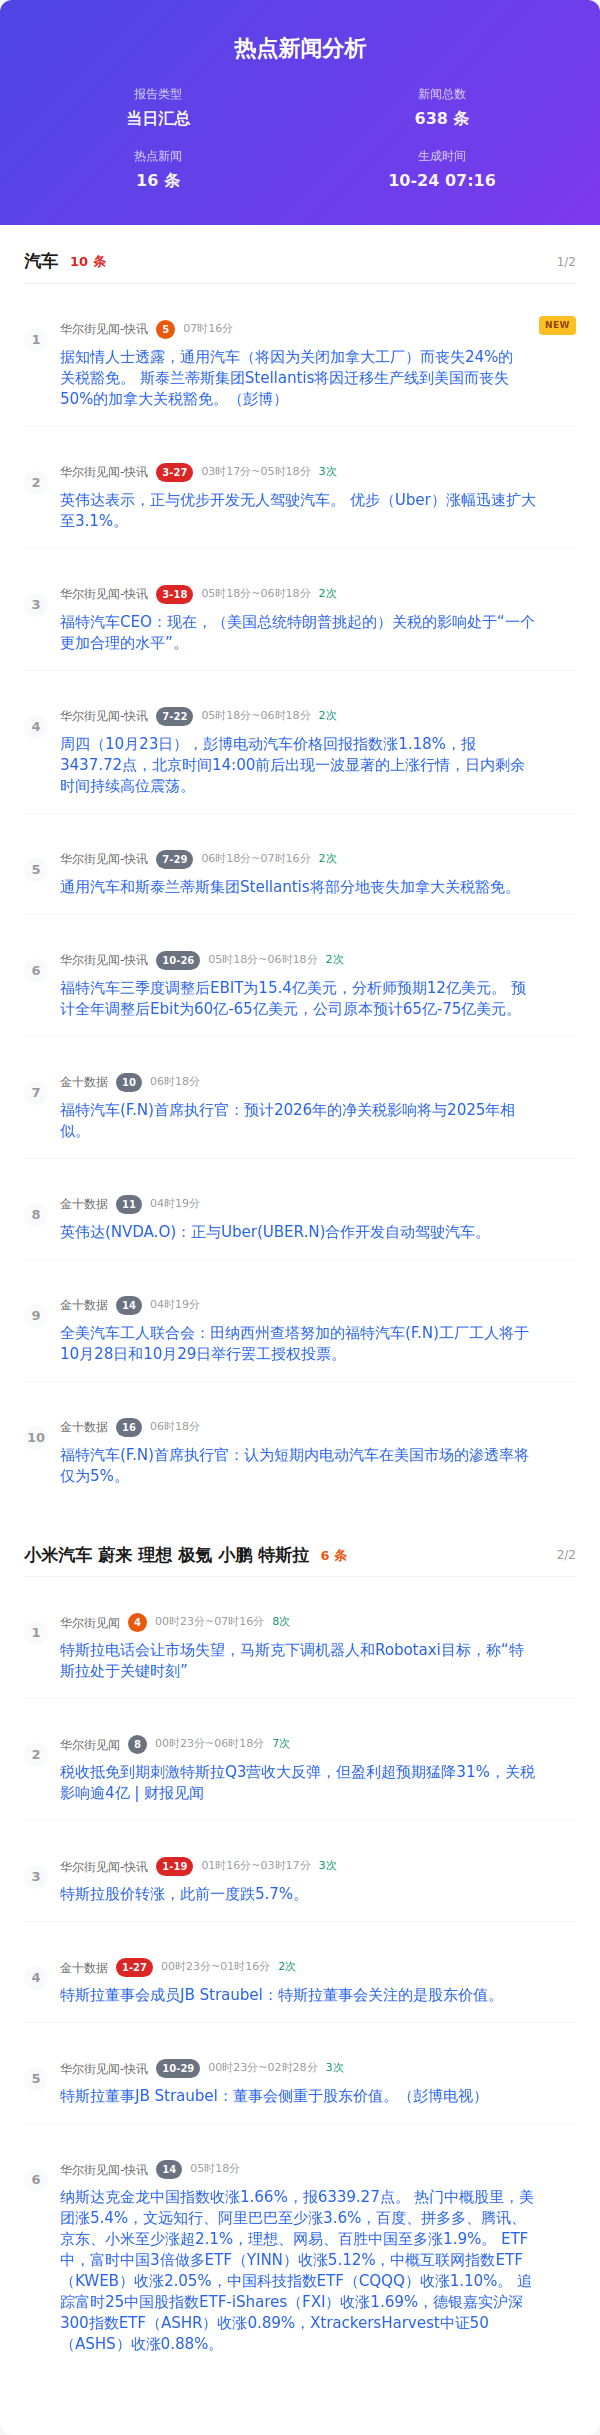 热点新闻分析
报告类型
新闻总数
当日汇总
638 条
热点新闻
生成时间
16 条
10-24 07:16
汽车 10 条 1/2
1 华尔街见闻-快讯 5 07时16分 NEW
据知情人士透露，通用汽车（将因为关闭加拿大工厂）而丧失24%的
关税豁免。 斯泰兰蒂斯集团Stellantis将因迁移生产线到美国而丧失
50%的加拿大关税豁免。（彭博）
2 华尔街见闻-快讯 3-27 03时17分~05时18分 3次
英伟达表示，正与优步开发无人驾驶汽车。 优步（Uber）涨幅迅速扩大
至3.1%。
3 华尔街见闻-快讯 3-18 05时18分~06时18分 2次
福特汽车CEO：现在，（美国总统特朗普挑起的）关税的影响处于“一个
更加合理的水平”。
4 华尔街见闻-快讯 7-22 05时18分~06时18分 2次
周四（10月23日），彭博电动汽车价格回报指数涨1.18%，报
3437.72点，北京时间14:00前后出现一波显著的上涨行情，日内剩余
时间持续高位震荡。
5 华尔街见闻-快讯 7-29 06时18分~07时16分 2次
通用汽车和斯泰兰蒂斯集团Stellantis将部分地丧失加拿大关税豁免。
6 华尔街见闻-快讯 10-26 05时18分~06时18分 2次
福特汽车三季度调整后EBIT为15.4亿美元，分析师预期12亿美元。 预
计全年调整后Ebit为60亿-65亿美元，公司原本预计65亿-75亿美元。
7 金十数据 10 06时18分
福特汽车(F.N)首席执行官：预计2026年的净关税影响将与2025年相
似。
8 金十数据 11 04时19分
英伟达(NVDA.O)：正与Uber(UBER.N)合作开发自动驾驶汽车。
9 金十数据 14 04时19分
全美汽车工人联合会：田纳西州查塔努加的福特汽车(F.N)工厂工人将于
10月28日和10月29日举行罢工授权投票。
10 金十数据 16 06时18分
福特汽车(F.N)首席执行官：认为短期内电动汽车在美国市场的渗透率将
仅为5%。
小米汽车 蔚来 理想 极氪 小鹏 特斯拉 6 条 2/2
1 华尔街见闻 4 00时23分~07时16分 8次
特斯拉电话会让市场失望，马斯克下调机器人和Robotaxi目标，称“特
斯拉处于关键时刻”
2 华尔街见闻 8 00时23分~06时18分 7次
税收抵免到期刺激特斯拉Q3营收大反弹，但盈利超预期猛降31%，关税
影响逾4亿 | 财报见闻
3 华尔街见闻-快讯 1-19 01时16分~03时17分 3次
特斯拉股价转涨，此前一度跌5.7%。
4 金十数据 1-27 00时23分~01时16分 2次
特斯拉董事会成员JB Straubel：特斯拉董事会关注的是股东价值。
5 华尔街见闻-快讯 10-29 00时23分~02时28分 3次
特斯拉董事JB Straubel：董事会侧重于股东价值。（彭博电视）
6 华尔街见闻-快讯 14 05时18分
纳斯达克金龙中国指数收涨1.66%，报6339.27点。 热门中概股里，美
团涨5.4%，文远知行、阿里巴巴至少涨3.6%，百度、拼多多、腾讯、
京东、小米至少涨超2.1%，理想、网易、百胜中国至多涨1.9%。 ETF
中，富时中国3倍做多ETF（YINN）收涨5.12%，中概互联网指数ETF
（KWEB）收涨2.05%，中国科技指数ETF（CQQQ）收涨1.10%。 追
踪富时25中国股指数ETF-iShares（FXI）收涨1.69%，德银嘉实沪深
300指数ETF（ASHR）收涨0.89%，XtrackersHarvest中证50
（ASHS）收涨0.88%。